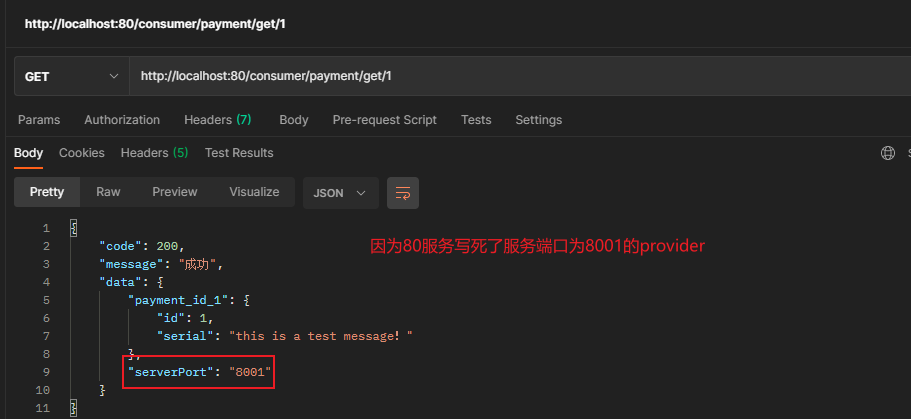 http://localhost:80/consumer/payment/get/1
GET http://localhost:80/consumer/payment/get/1
Params Authorization Headers (7) Body Pre-request Script Tests Settings
Body Cookies Headers (5) Test Results
Pretty Raw Preview Visualize JSON
1 {
2 "code": 200,
因为80服务写死了服务端口为8001的provider
3 "message": "成功",
4 "data": {
5 "payment_id_1": {
6 "id": 1,
7 "serial": "this is a test message! "
8 },
9 "serverPort": "8001"
10 }
11 }